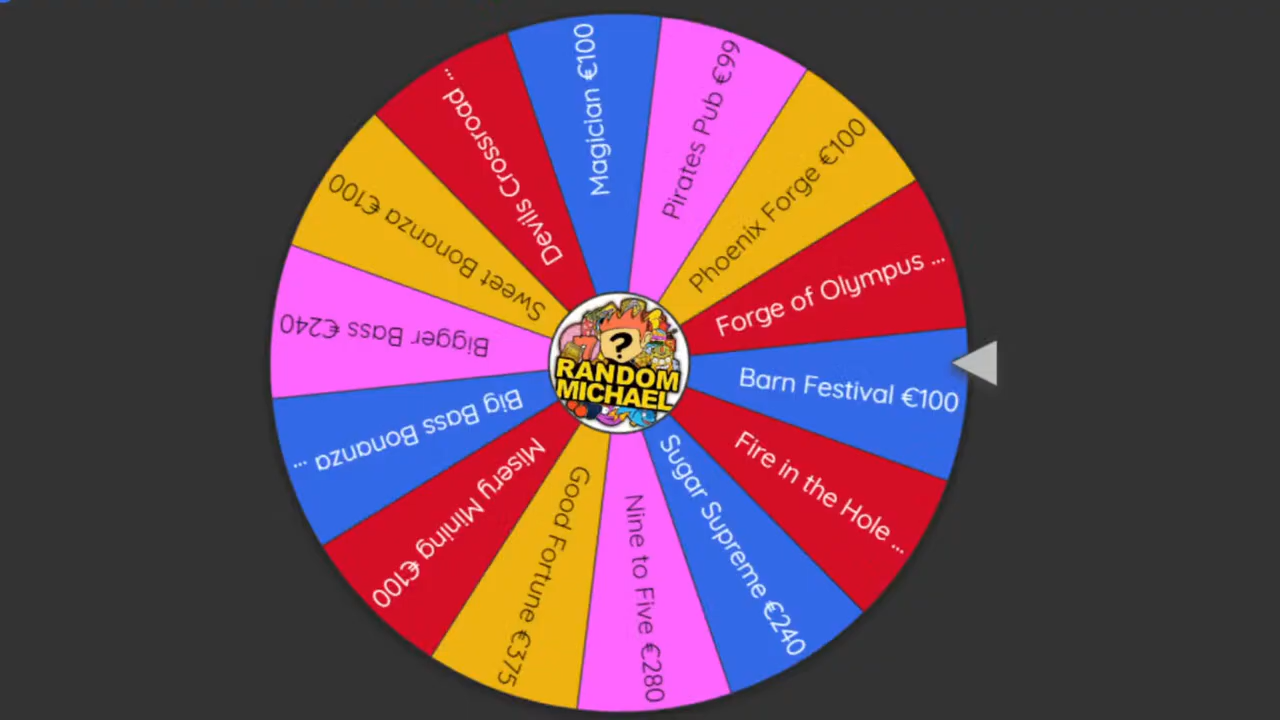 Magician €100
Pirates Pub €99
Phoenix Forge €100
Forge of Olympus ...
Barn Festival €100
Fire in the Hole ...
Sugar Supreme €240
Nine to Five €280
Good Fortune €375
Misery Mining €100
Big Bass Bonanza ...
Bigger Bass €240
Sweet Bonanza €100
Devils Crossroad ...
?
RANDOM
MICHAEL